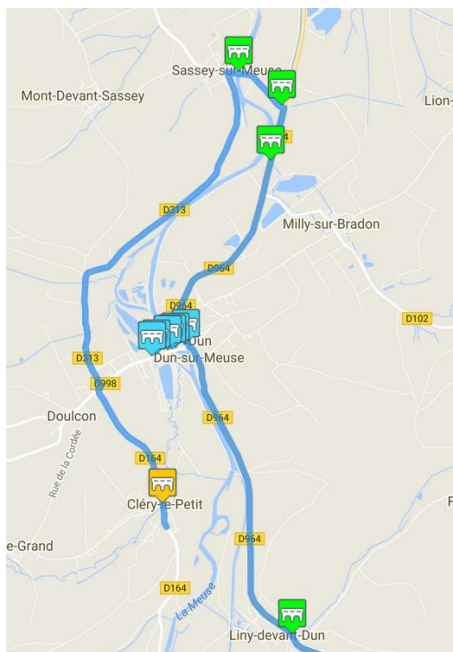 Sassey-sur-Meuse
Mont-Devant-Sassey
Lion-
D313
Milly-sur-Bradon
D964
D964
D102
Dun
Dun-sur-Meuse
D313
D998
Doulcon
D964
Rue de la Cordée
D164
Cléry-le-Petit
e-Grand
D964
F
D164
La Meuse
Liny-devant-Dun